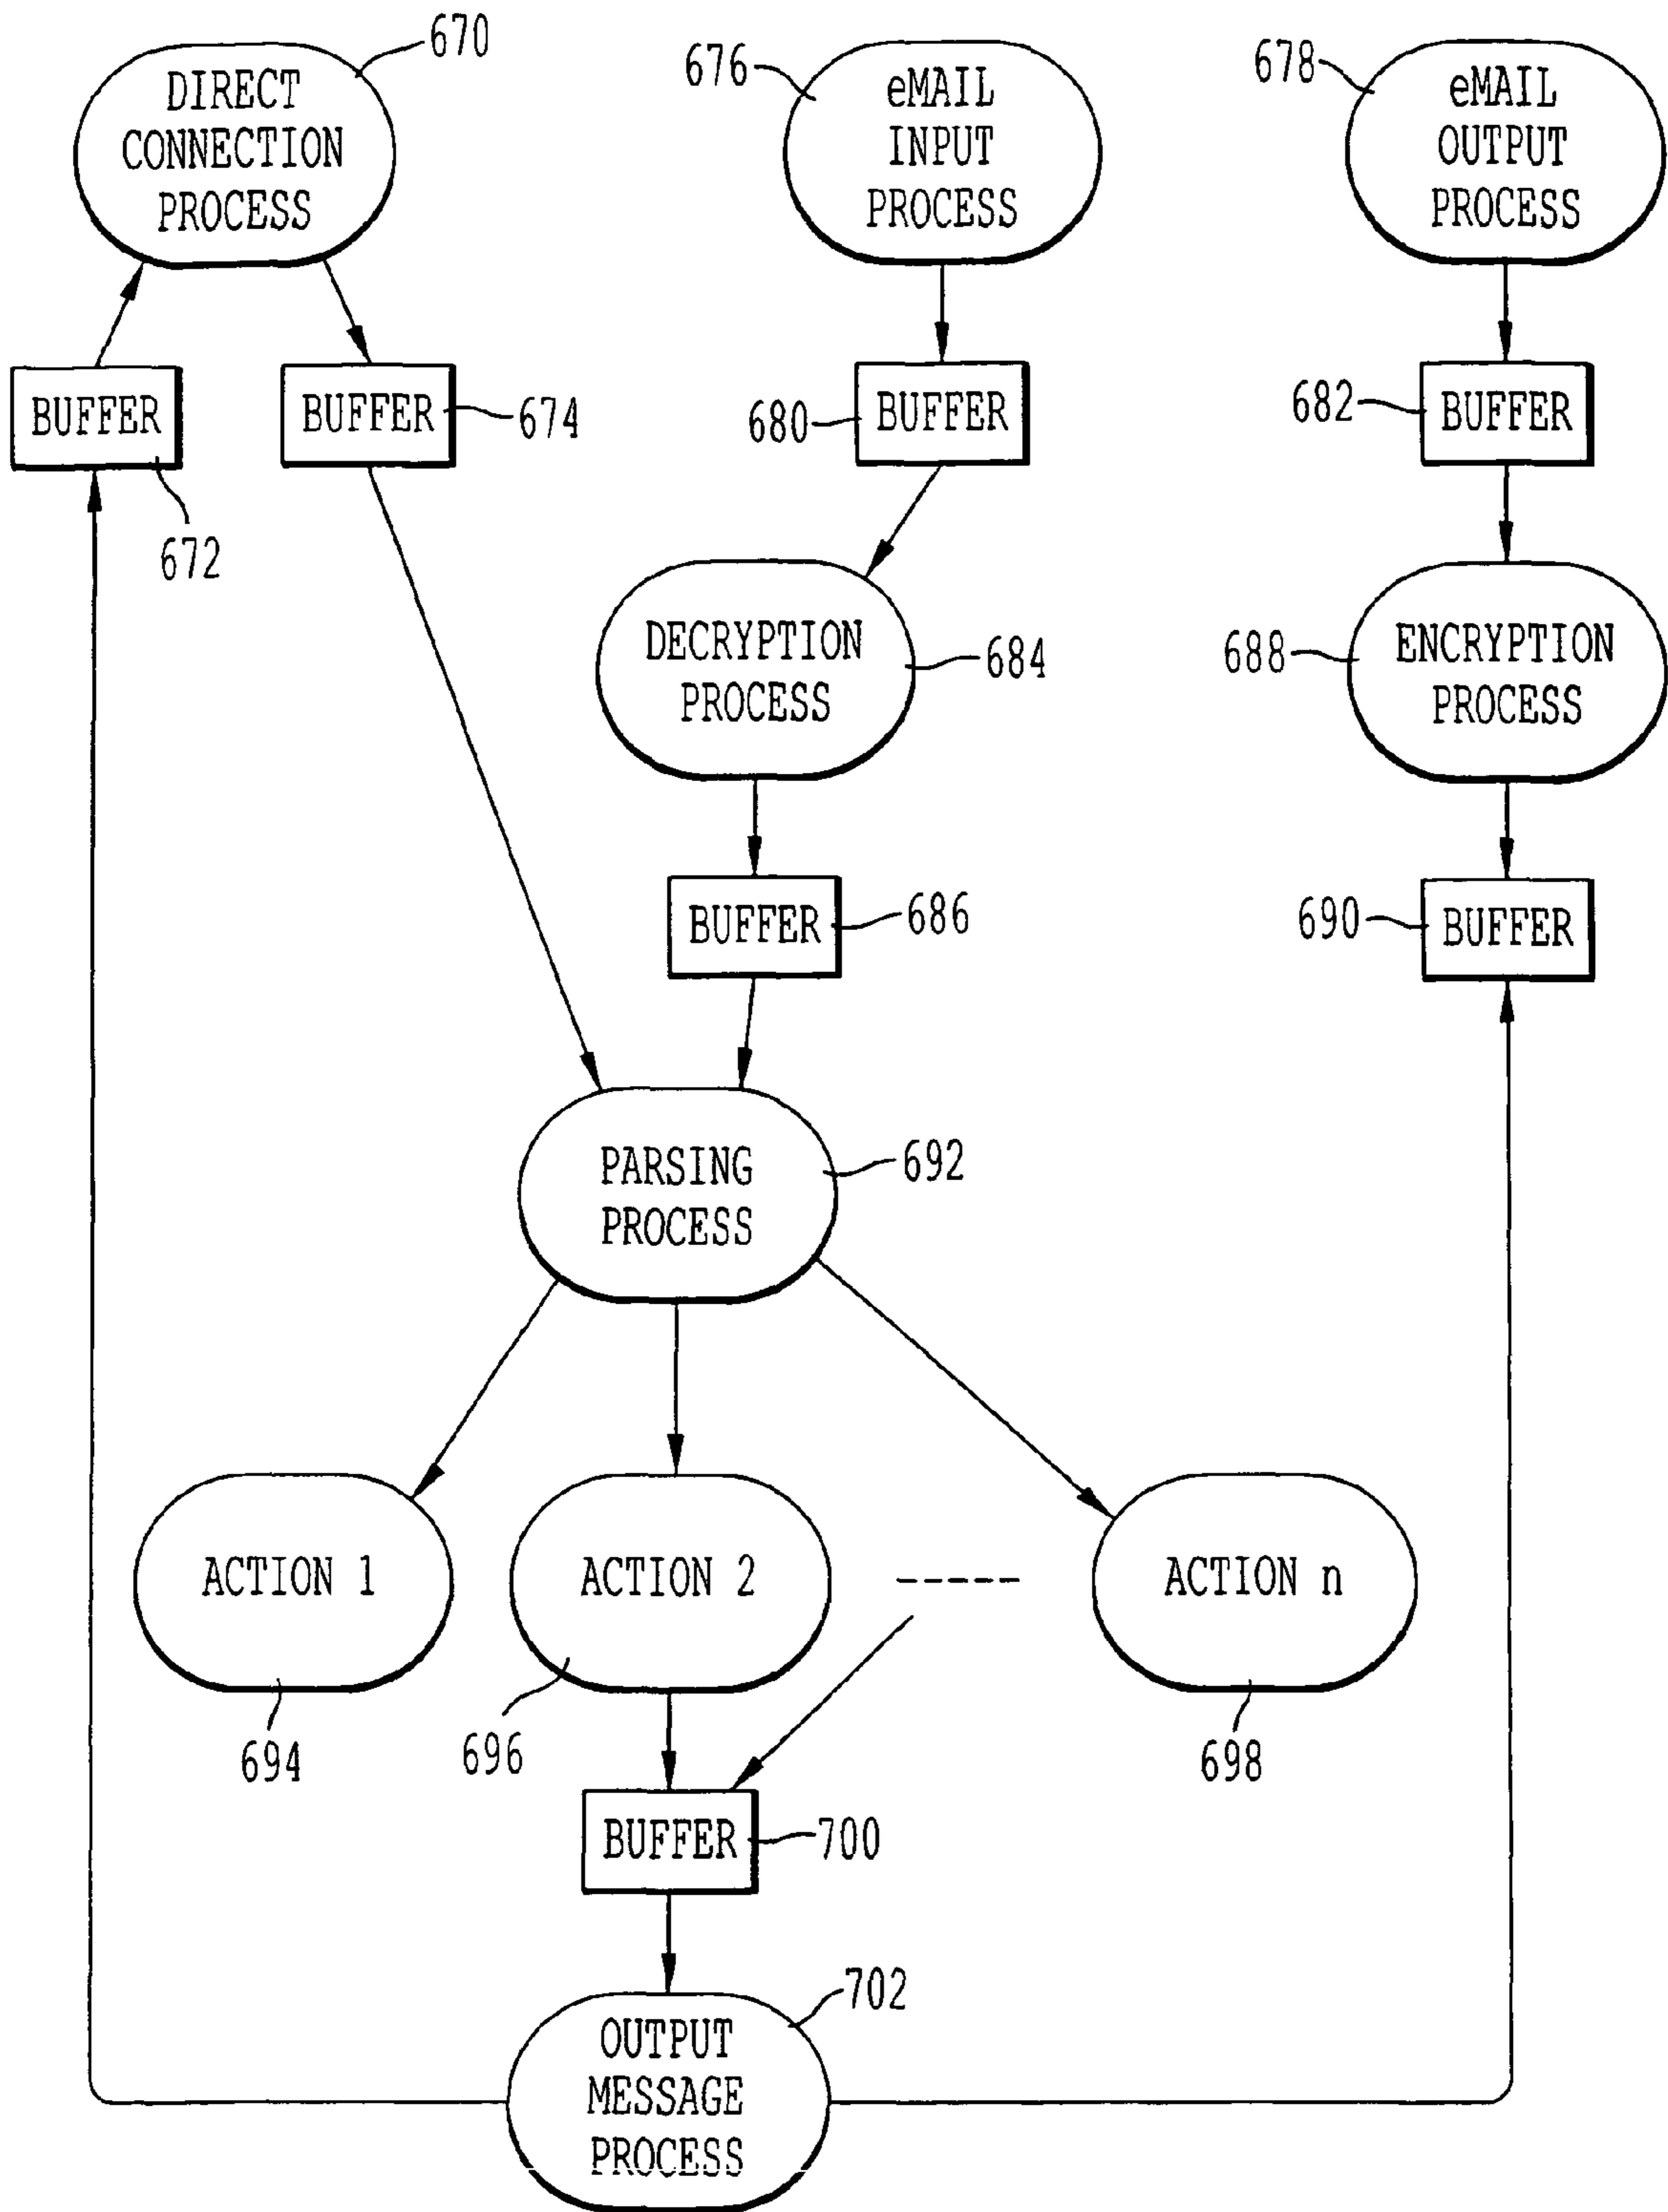 670
DIRECT
CONNECTION
PROCESS
676
eMAIL
INPUT
PROCESS
678
eMAIL
OUTPUT
PROCESS
BUFFER
672
BUFFER
674
680
BUFFER
682
BUFFER
DECRYPTION
PROCESS
684
688
ENCRYPTION
PROCESS
BUFFER
686
690
BUFFER
PARSING
PROCESS
692
ACTION 1
694
ACTION 2
696
-----
ACTION n
698
BUFFER
700
702
OUTPUT
MESSAGE
PROCESS